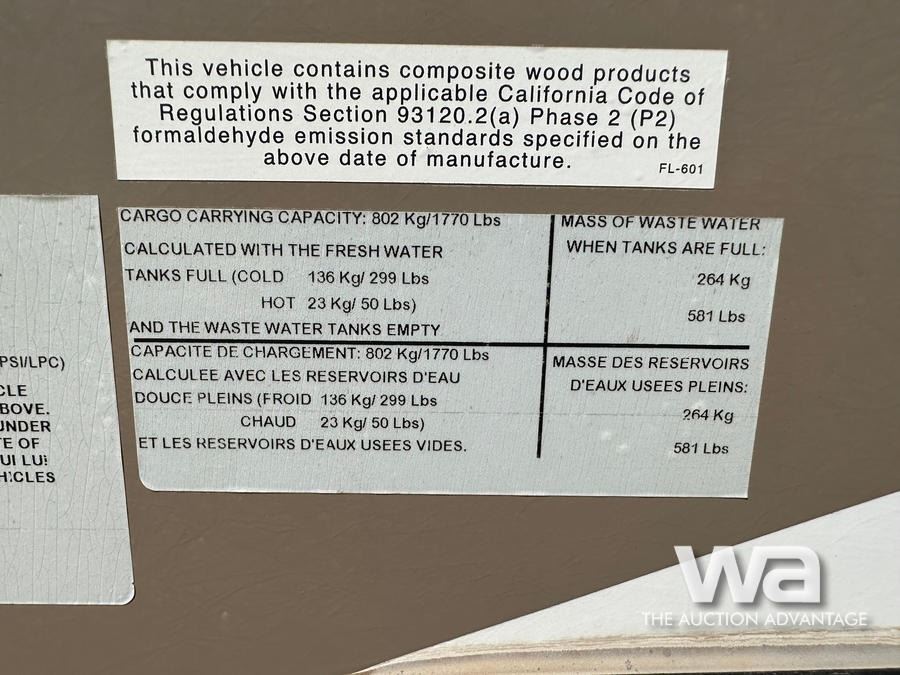 This vehicle contains composite wood products
that comply with the applicable California Code of
Regulations Section 93120.2(a) Phase 2 (P2)
formaldehyde emission standards specified on the
above date of manufacture.
FL-601
CARGO CARRYING CAPACITY: 802 Kg/1770 Lbs
CALCULATED WITH THE FRESH WATER
TANKS FULL (COLD 136 Kg/ 299 Lbs
HOT 23 Kg/ 50 Lbs)
AND THE WASTE WATER TANKS EMPTY
MASS OF WASTE WATER
WHEN TANKS ARE FULL:
264 Kg
581 Lbs
CAPACITE DE CHARGEMENT: 802 Kg/1770 Lbs
CALCULEE AVEC LES RESERVOIRS D'EAU
DOUCE PLEINS (FROID 136 Kg/ 299 Lbs
CHAUD 23 Kg/ 50 Lbs)
ET LES RESERVOIRS D'EAUX USEES VIDES.
MASSE DES RESERVOIRS
D'EAUX USEES PLEINS:
264 Kg
581 Lbs
PSI/LPC)
CLE
BOVE.
UNDER
TE OF
UI LUI
HICLES
wa
THE AUCTION ADVANTAGE